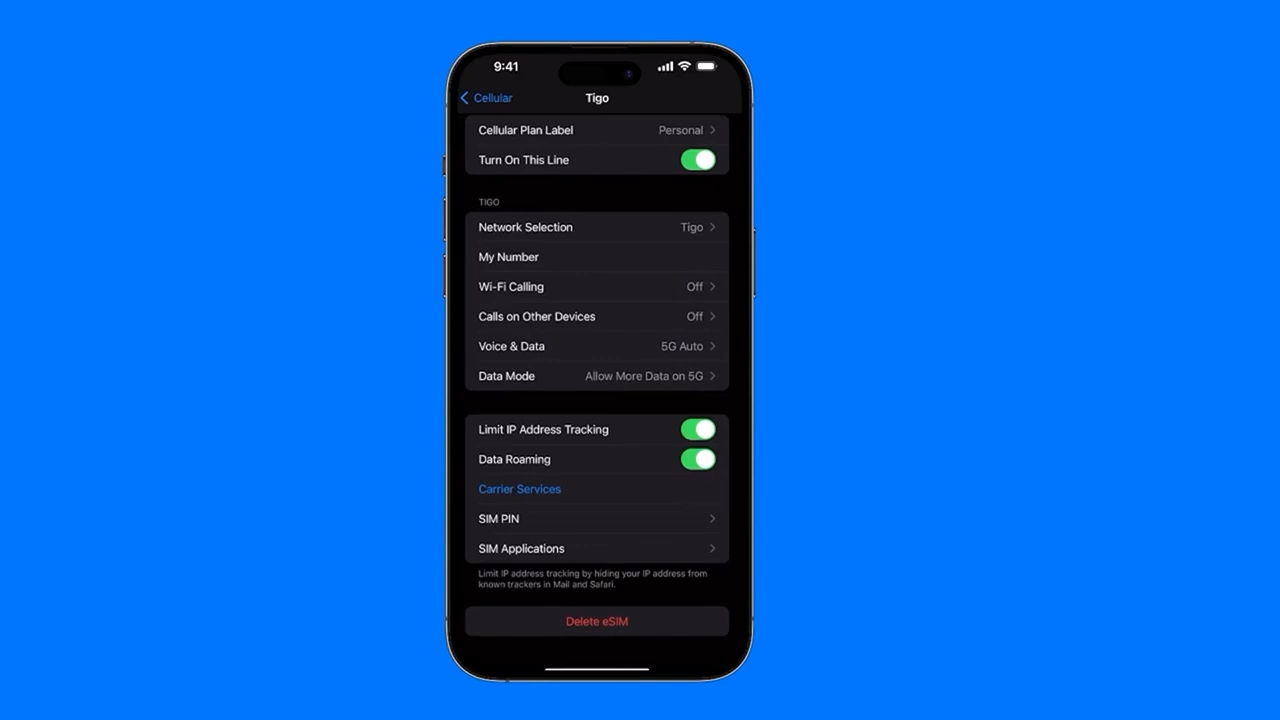 9:41
Cellular
Tigo
Cellular Plan Label Personal
Turn On This Line
TIGO
Network Selection Tigo
My Number
Wi-Fi Calling Off
Calls on Other Devices Off
Voice & Data 5G Auto
Data Mode Allow More Data on 5G
Limit IP Address Tracking
Data Roaming
Carrier Services
SIM PIN
SIM Applications
Limit IP address tracking by hiding your IP address from
known trackers in Mail and Safari.
Delete eSIM